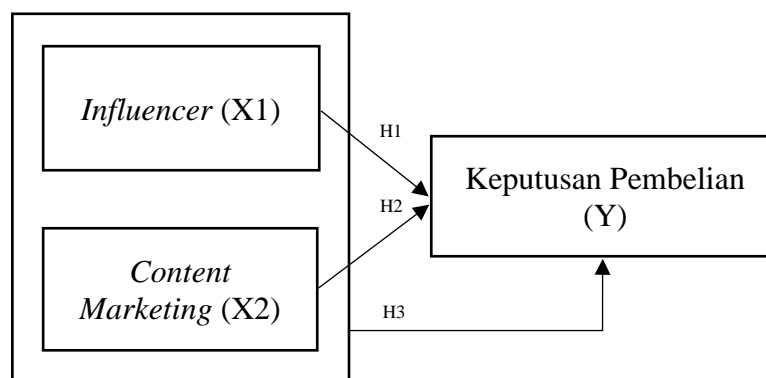 Influencer (X1)
H1
Keputusan Pembelian
(Y)
H2
Content
Marketing (X2)
H3